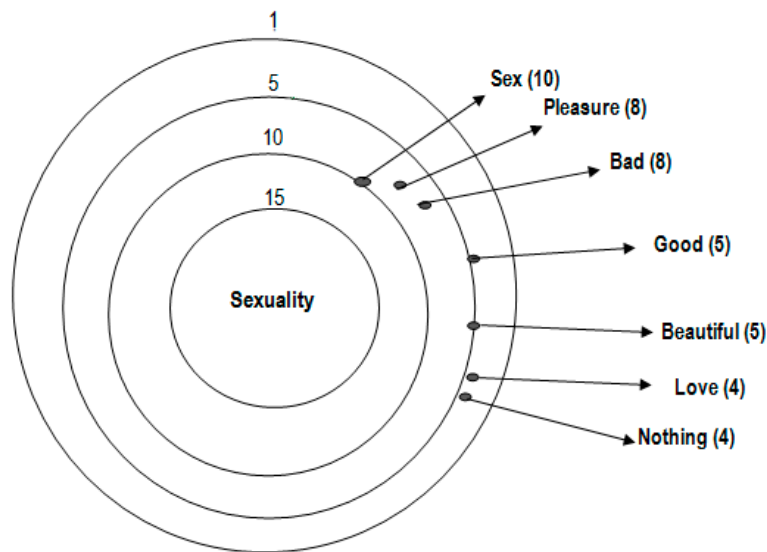 1
5
10
15
Sexuality
Sex (10)
Pleasure (8)
Bad (8)
Good (5)
Beautiful (5)
Love (4)
Nothing (4)